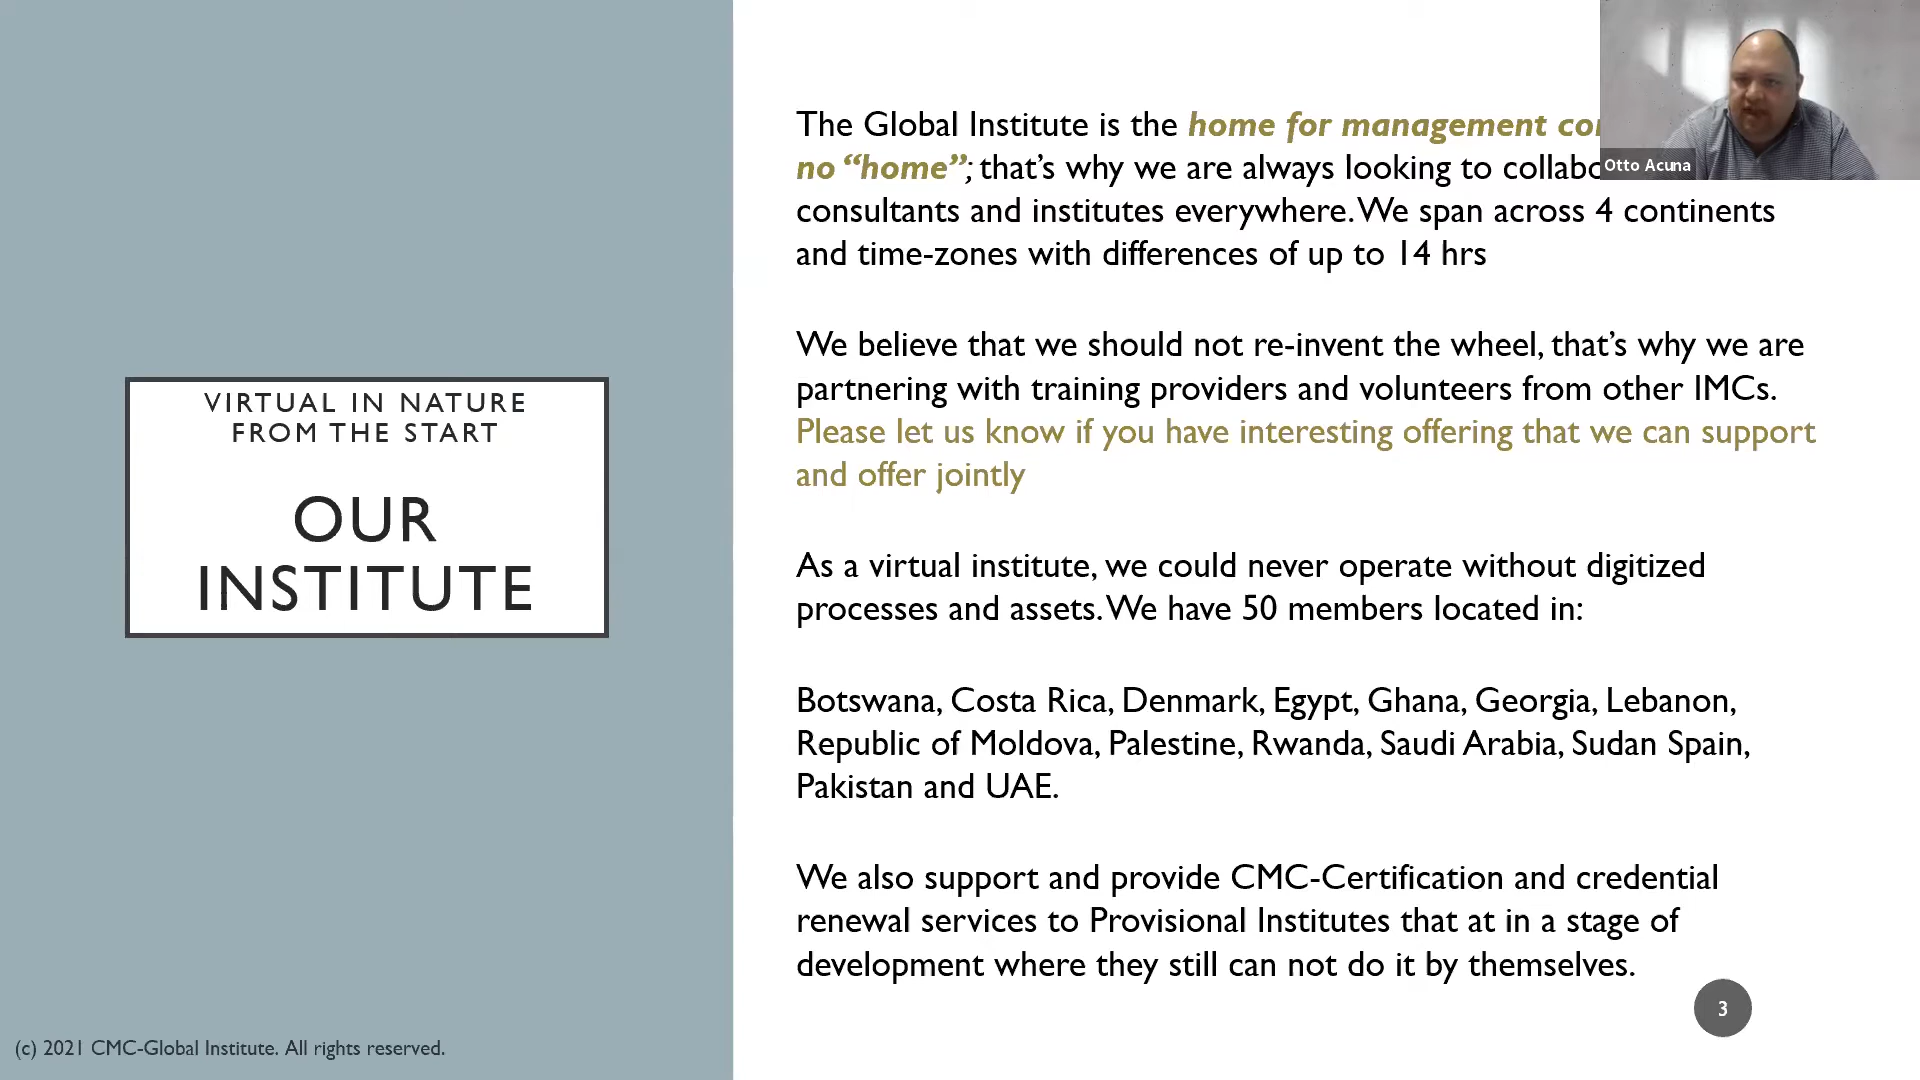 VIRTUAL IN NATURE
FROM THE START
OUR
INSTITUTE
(c) 2021 CMC-Global Institute. All rights reserved.
The Global Institute is the home for management
no “home”; that’s why we are always looking to
consultants and institutes everywhere. We span across 4 continents
and time-zones with differences of up to 14 hrs
We believe that we should not re-invent the wheel, that’s why we are
partnering with training providers and volunteers from other IMCs.
Please let us know if you have interesting offering that we can support
and offer jointly
As a virtual institute, we could never operate without digitized
processes and assets. We have 50 members located in:
Botswana, Costa Rica, Denmark, Egypt, Ghana, Georgia, Lebanon,
Republic of Moldova, Palestine, Rwanda, Saudi Arabia, Sudan Spain,
Pakistan and UAE.
We also support and provide CMC-Certification and credential
renewal services to Provisional Institutes that at in a stage of
development where they still can not do it by themselves.
3
Otto Acuna